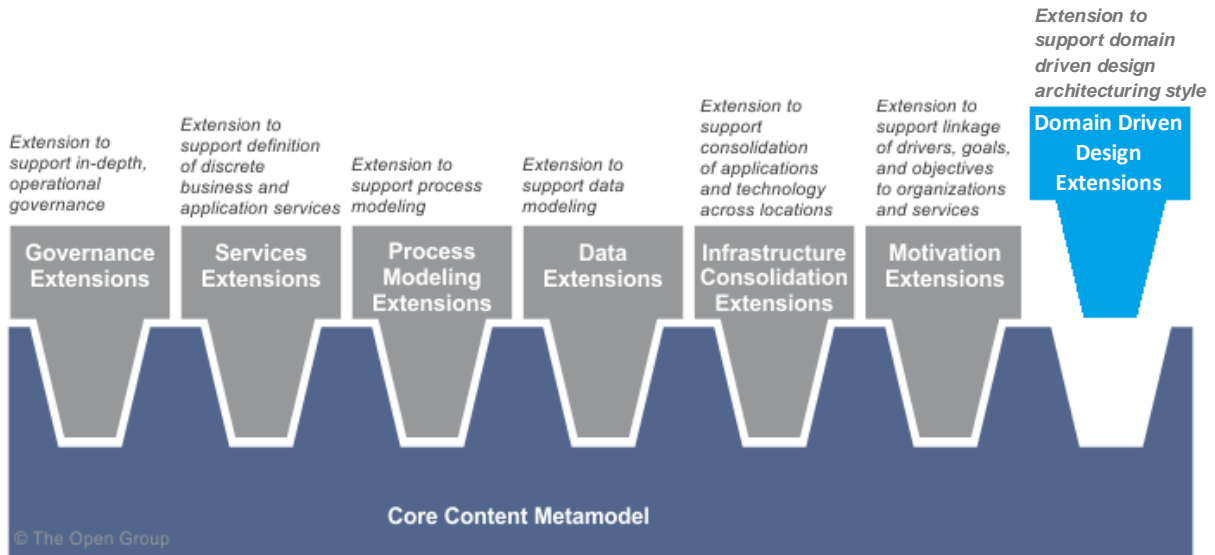 Extension to
support in-depth,
operational
governance
Governance
Extensions
Extension to
support definition
of discrete
business and
application services
Services
Extensions
Extension to
support process
modeling
Process
Modeling
Extensions
Extension to
support data
modeling
Data
Extensions
Extension to
support
consolidation
of applications
and technology
across locations
Infrastructure
Consolidation
Extensions
Extension to
support linkage
of drivers, goals,
and objectives
to organizations
and services
Motivation
Extensions
Extension to
support domain
driven design
architecturing style
Domain Driven
Design
Extensions
Core Content Metamodel
© The Open Group